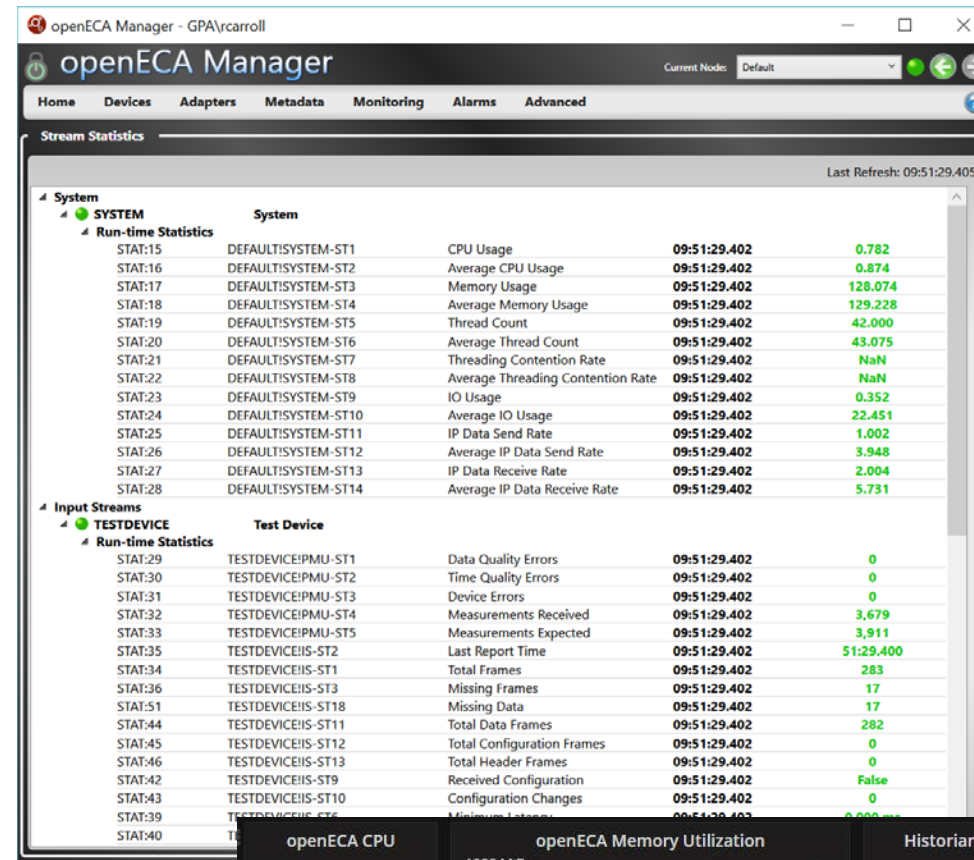 openECA Manager - GPA\rcarroll
openECA Manager
Current Node: Default
Home Devices Adapters Metadata Monitoring Alarms Advanced
Stream Statistics
Last Refresh: 09:51:29.405
System
SYSTEM System
Run-time Statistics
STAT:15 DEFAULT!SYSTEM-ST1 CPU Usage 09:51:29.402 0.782
STAT:16 DEFAULT!SYSTEM-ST2 Average CPU Usage 09:51:29.402 0.874
STAT:17 DEFAULT!SYSTEM-ST3 Memory Usage 09:51:29.402 128.074
STAT:18 DEFAULT!SYSTEM-ST4 Average Memory Usage 09:51:29.402 129.228
STAT:19 DEFAULT!SYSTEM-ST5 Thread Count 09:51:29.402 42.000
STAT:20 DEFAULT!SYSTEM-ST6 Average Thread Count 09:51:29.402 43.075
STAT:21 DEFAULT!SYSTEM-ST7 Threading Contention Rate 09:51:29.402 NaN
STAT:22 DEFAULT!SYSTEM-ST8 Average Threading Contention Rate 09:51:29.402 NaN
STAT:23 DEFAULT!SYSTEM-ST9 IO Usage 09:51:29.402 0.352
STAT:24 DEFAULT!SYSTEM-ST10 Average IO Usage 09:51:29.402 22.451
STAT:25 DEFAULT!SYSTEM-ST11 IP Data Send Rate 09:51:29.402 1.002
STAT:26 DEFAULT!SYSTEM-ST12 Average IP Data Send Rate 09:51:29.402 3.948
STAT:27 DEFAULT!SYSTEM-ST13 IP Data Receive Rate 09:51:29.402 2.004
STAT:28 DEFAULT!SYSTEM-ST14 Average IP Data Receive Rate 09:51:29.402 5.731
Input Streams
TESTDEVICE Test Device
Run-time Statistics
STAT:29 TESTDEVICE!PMU-ST1 Data Quality Errors 09:51:29.402 0
STAT:30 TESTDEVICE!PMU-ST2 Time Quality Errors 09:51:29.402 0
STAT:31 TESTDEVICE!PMU-ST3 Device Errors 09:51:29.402 0
STAT:32 TESTDEVICE!PMU-ST4 Measurements Received 09:51:29.402 3,679
STAT:33 TESTDEVICE!PMU-ST5 Measurements Expected 09:51:29.402 3,911
STAT:35 TESTDEVICE!IS-ST2 Last Report Time 09:51:29.402 51:29.400
STAT:34 TESTDEVICE!IS-ST1 Total Frames 09:51:29.402 283
STAT:36 TESTDEVICE!IS-ST3 Missing Frames 09:51:29.402 17
STAT:51 TESTDEVICE!IS-ST18 Missing Data 09:51:29.402 17
STAT:44 TESTDEVICE!IS-ST11 Total Data Frames 09:51:29.402 282
STAT:45 TESTDEVICE!IS-ST12 Total Configuration Frames 09:51:29.402 0
STAT:46 TESTDEVICE!IS-ST13 Total Header Frames 09:51:29.402 0
STAT:42 TESTDEVICE!IS-ST9 Received Configuration 09:51:29.402 False
STAT:43 TESTDEVICE!IS-ST10 Configuration Changes 09:51:29.402 0
STAT:39 TESTDEVICE!IS-ST6 Minimum Latency 09:51:29.402 0.000 ms
STAT:40
openECA CPU openECA Memory Utilization Historian